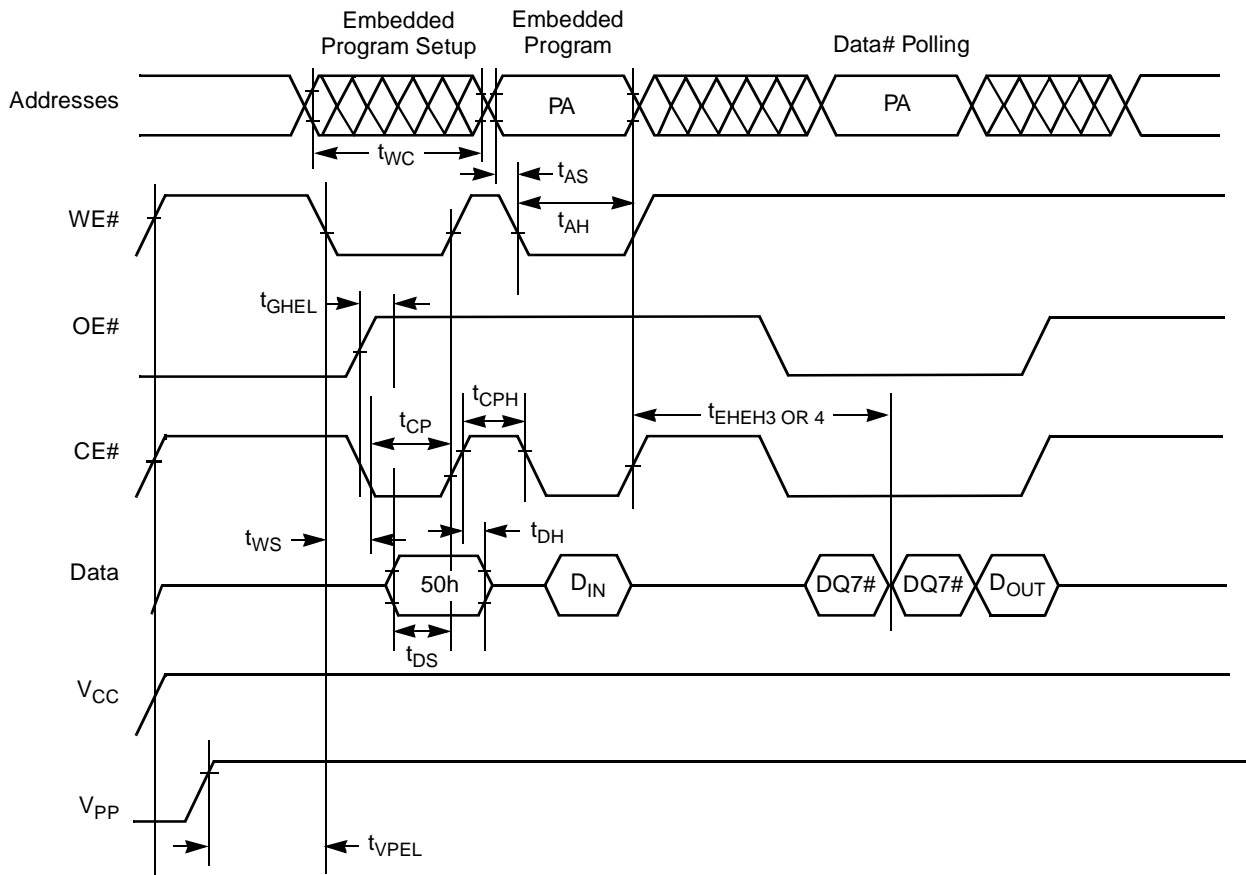 Embedded
Program Setup
Embedded
Program
Data# Polling
Addresses
PA
PA
tWC
tAS
WE#
tAH
tGHEL
OE#
tCPH
tCP
tEHEH3 OR 4
CE#
tWS
tDH
Data
50h
DIN
DQ7#
DQ7#
DOUT
tDS
VCC
VPP
tVPEL